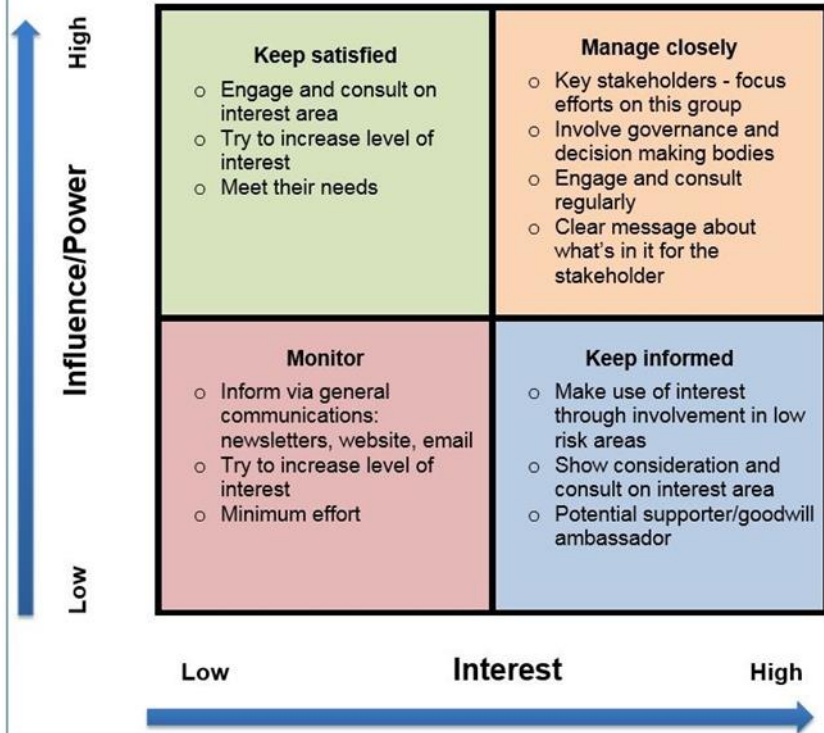 High
Influence/Power
Low
Keep satisfied
o Engage and consult on
interest area
o Try to increase level of
interest
o Meet their needs
Manage closely
o Key stakeholders - focus
efforts on this group
o Involve governance and
decision making bodies
o Engage and consult
regularly
o Clear message about
what's in it for the
stakeholder
Monitor
o Inform via general
communications:
newsletters, website, email
o Try to increase level of
interest
o Minimum effort
Keep informed
o Make use of interest
through involvement in low
risk areas
o Show consideration and
consult on interest area
o Potential supporter/goodwill
ambassador
Low Interest High